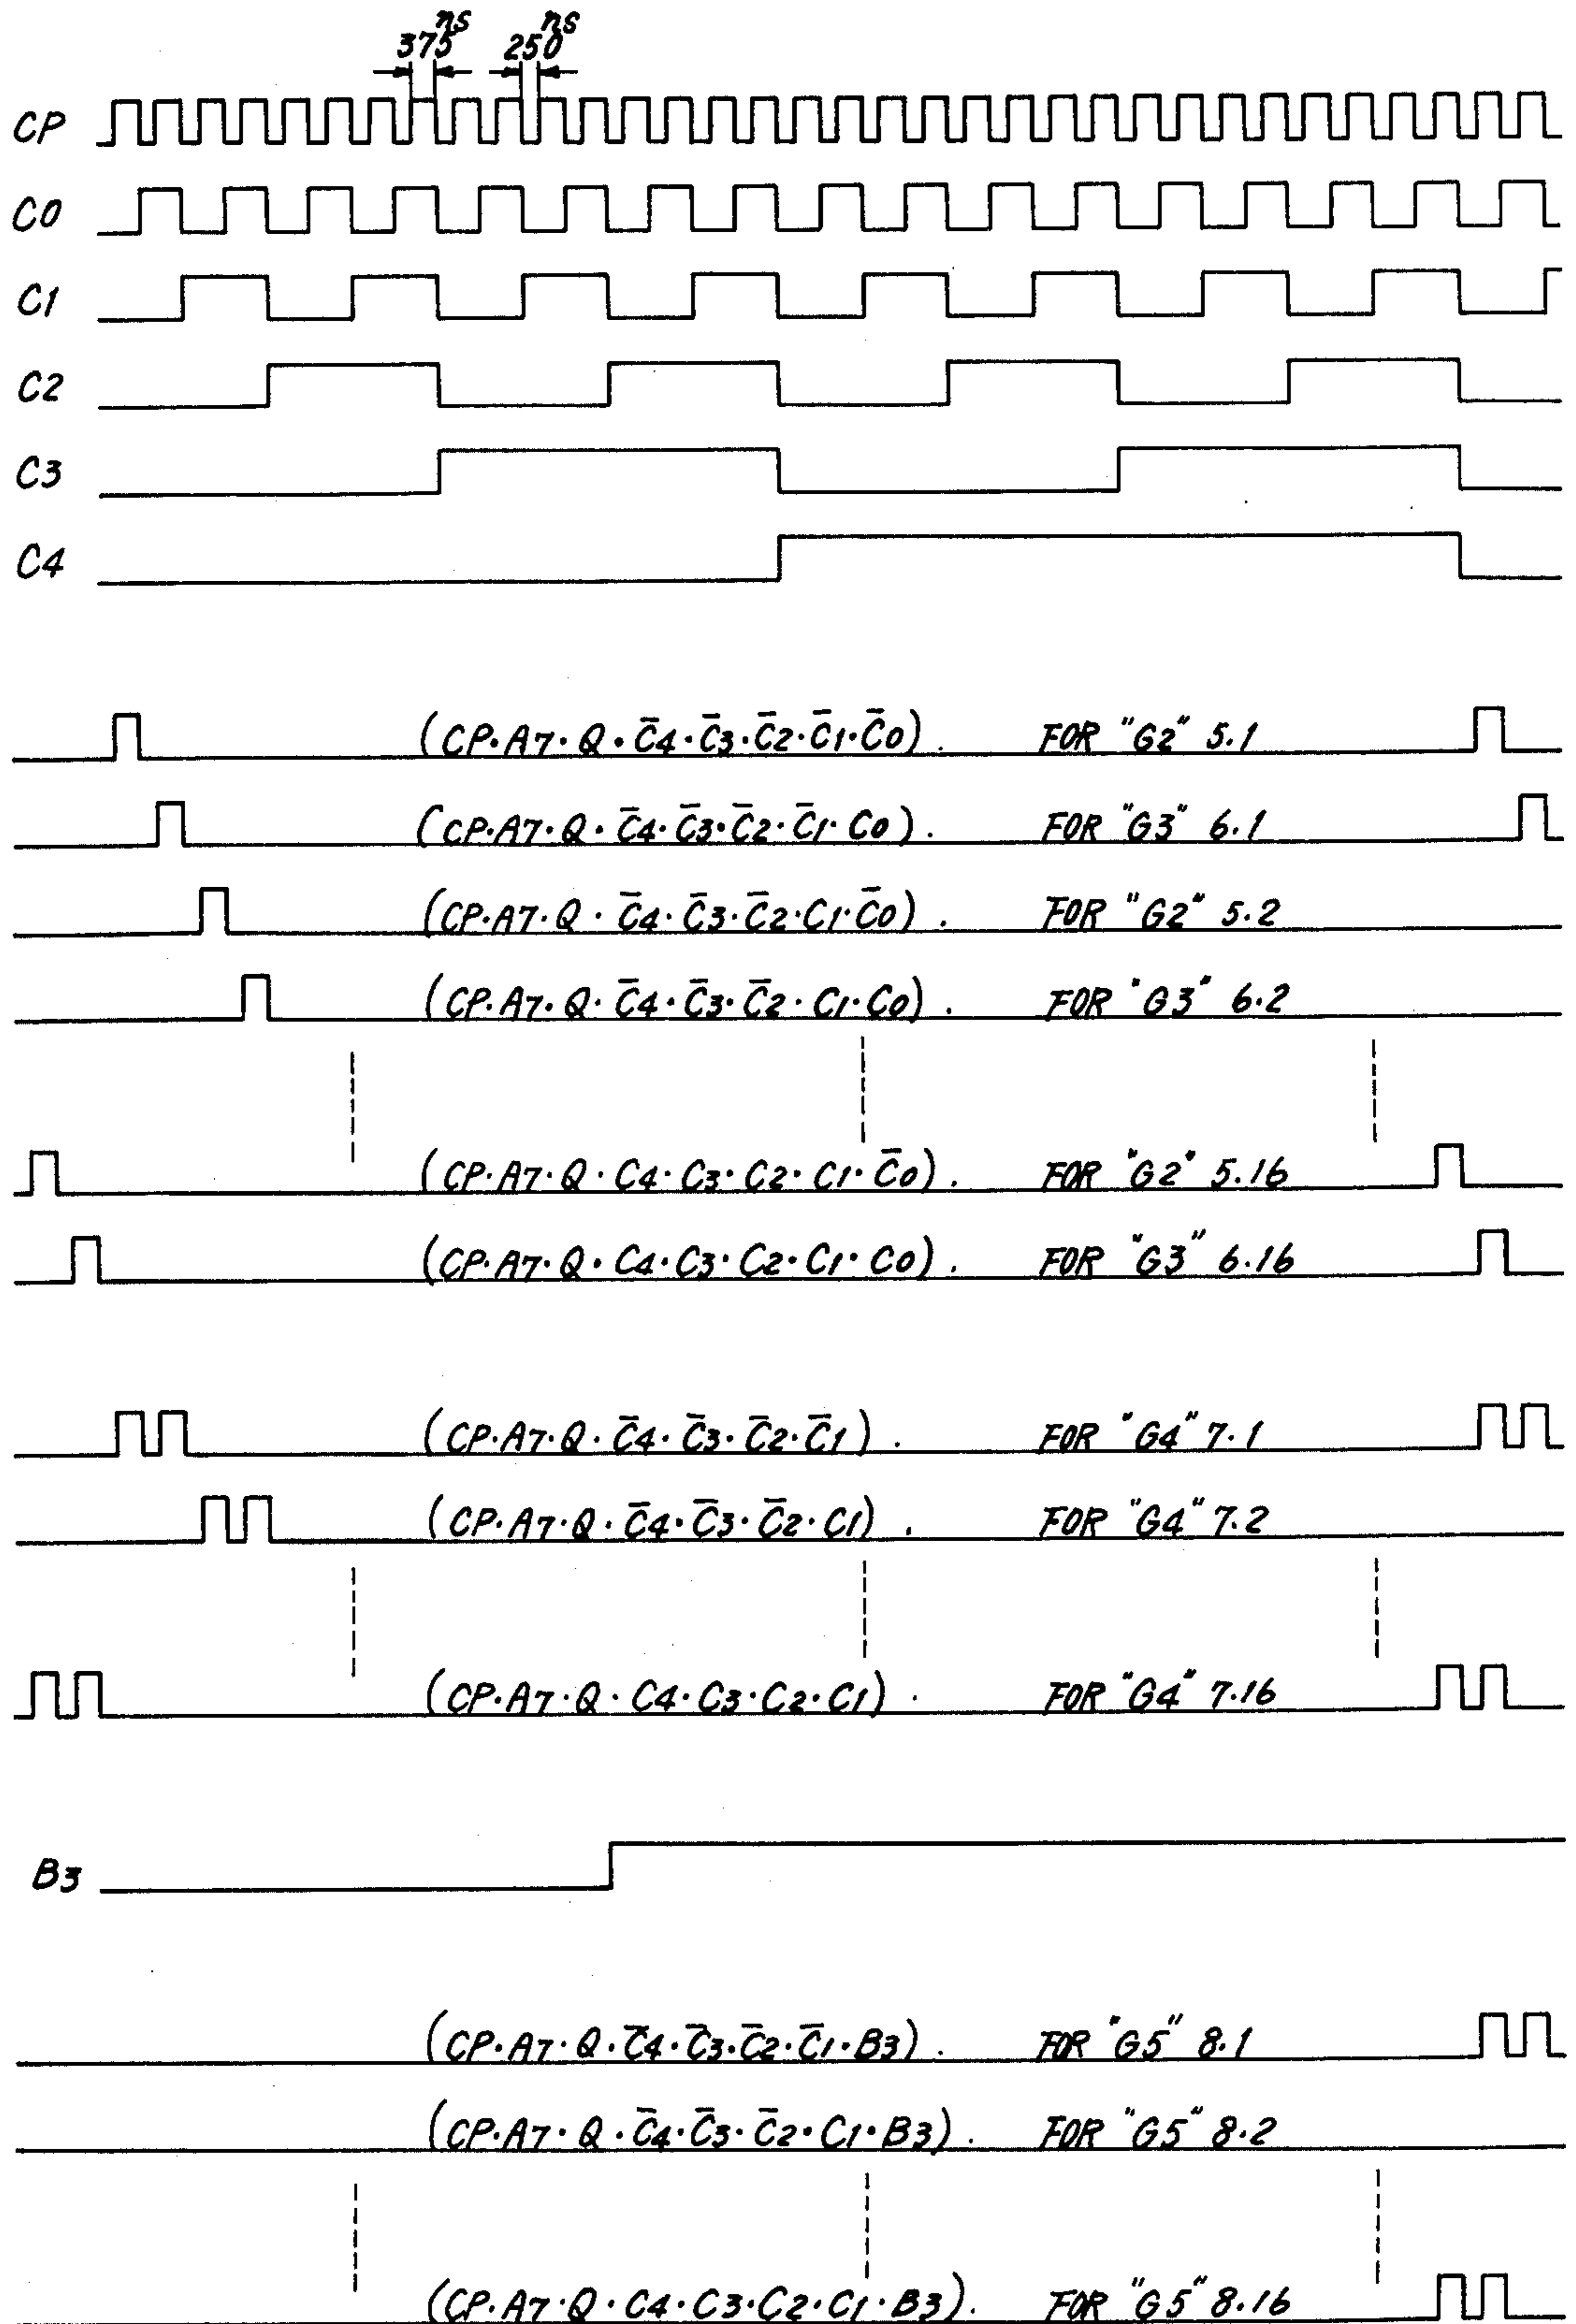 375 ns 250 ns
CP
C0
C1
C2
C3
C4
(CP·A7·Q·C̄4·C̄3·C̄2·C̄1·C̄0). FOR "G2" 5.1
(CP·A7·Q·C̄4·C̄3·C̄2·C̄1·C0). FOR "G3" 6.1
(CP·A7·Q·C̄4·C̄3·C̄2·C1·C̄0). FOR "G2" 5.2
(CP·A7·Q·C̄4·C̄3·C̄2·C1·C0). FOR "G3" 6.2
(CP·A7·Q·C4·C3·C2·C1·C̄0). FOR "G2" 5.16
(CP·A7·Q·C4·C3·C2·C1·C0). FOR "G3" 6.16
(CP·A7·Q·C̄4·C̄3·C̄2·C̄1). FOR "G4" 7.1
(CP·A7·Q·C̄4·C̄3·C̄2·C1). FOR "G4" 7.2
(CP·A7·Q·C4·C3·C2·C1). FOR "G4" 7.16
B3
(CP·A7·Q·C̄4·C̄3·C̄2·C̄1·B3). FOR "G5" 8.1
(CP·A7·Q·C̄4·C̄3·C̄2·C1·B3). FOR "G5" 8.2
(CP·A7·Q·C4·C3·C2·C1·B3). FOR "G5" 8.16